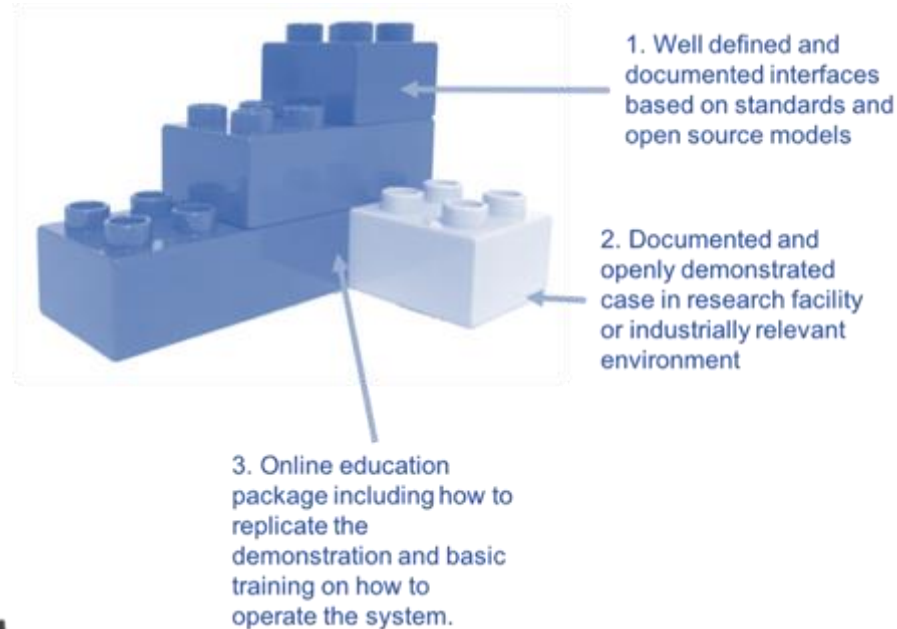 1. Well defined and
documented interfaces
based on standards and
open source models
2. Documented and
openly demonstrated
case in research facility
or industrially relevant
environment
3. Online education
package including how to
replicate the
demonstration and basic
training on how to
operate the system.